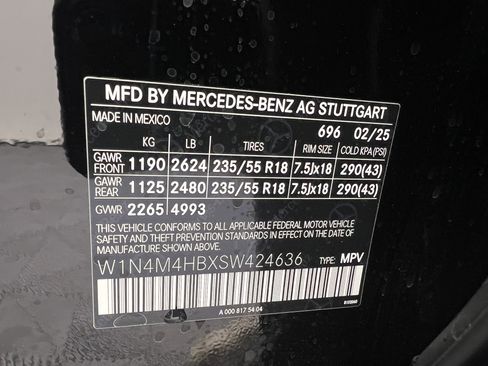 MFD BY MERCEDES-BENZ AG STUTTGART
MADE IN MEXICO 696 02/25
KG LB TIRES RIM SIZE COLD KPA (PSI)
GAWR FRONT 1190 2624 235/55 R18 7.5Jx18 290(43)
GAWR REAR 1125 2480 235/55 R18 7.5Jx18 290(43)
GVWR 2265 4993
THIS VEHICLE CONFORMS TO ALL APPLICABLE FEDERAL MOTOR VEHICLE
SAFETY AND THEFT PREVENTION STANDARDS IN EFFECT ON THE DATE
OF MANUFACTURE SHOWN ABOVE.
W1N4M4HBXSW424636 TYPE: MPV
A 000 817 54 04